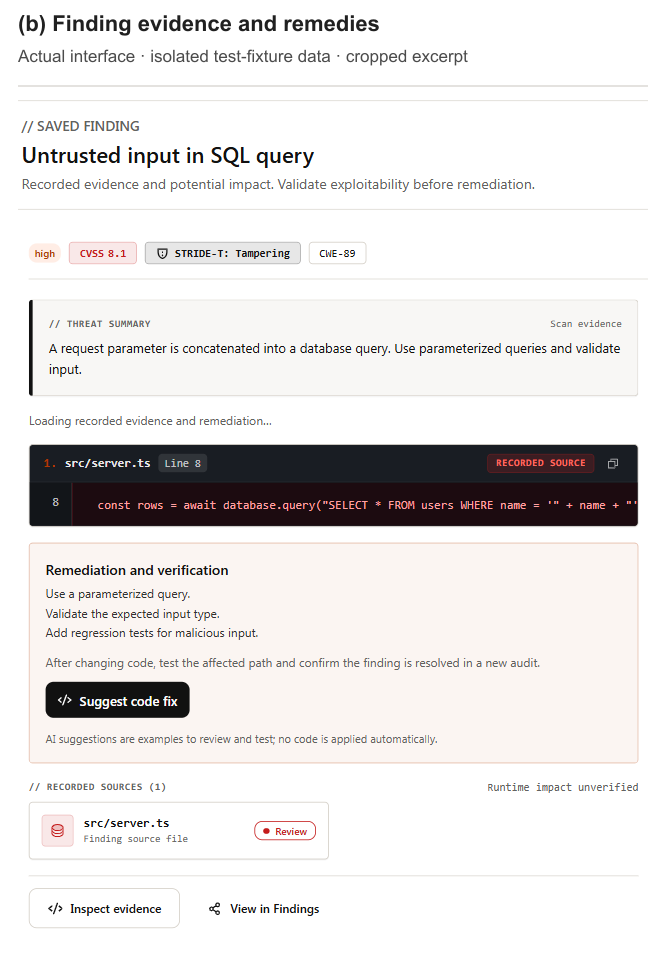 (b) Finding evidence and remedies
Actual interface · isolated test-fixture data · cropped excerpt
// SAVED FINDING
Untrusted input in SQL query
Recorded evidence and potential impact. Validate exploitability before remediation.
high CVSS 8.1 STRIDE-T: Tampering CWE-89
// THREAT SUMMARY Scan evidence
A request parameter is concatenated into a database query. Use parameterized queries and validate
input.
Loading recorded evidence and remediation...
1. src/server.ts Line 8 RECORDED SOURCE
8 const rows = await database.query("SELECT * FROM users WHERE name = '" + name + "'
Remediation and verification
Use a parameterized query.
Validate the expected input type.
Add regression tests for malicious input.
After changing code, test the affected path and confirm the finding is resolved in a new audit.
</> Suggest code fix
AI suggestions are examples to review and test; no code is applied automatically.
// RECORDED SOURCES (1) Runtime impact unverified
src/server.ts
Finding source file
Review
</> Inspect evidence View in Findings